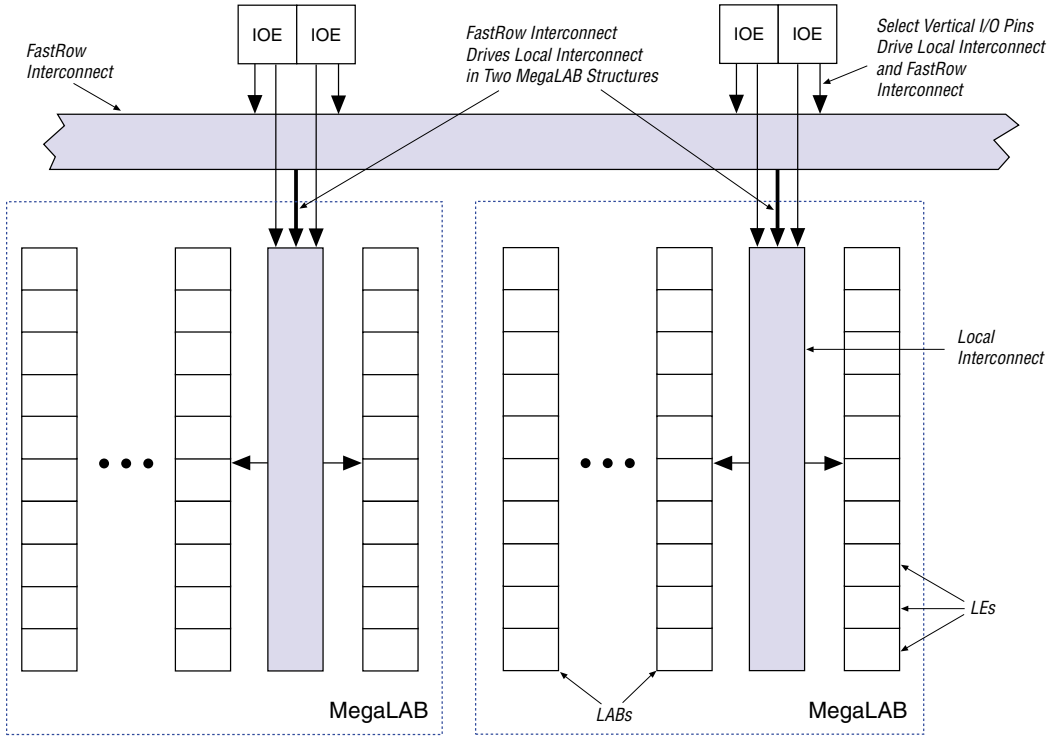 IOE IOE
IOE IOE
FastRow
Interconnect
FastRow Interconnect
Drives Local Interconnect
in Two MegaLAB Structures
Select Vertical I/O Pins
Drive Local Interconnect
and FastRow
Interconnect
Local
Interconnect
LEs
LABs
MegaLAB
MegaLAB